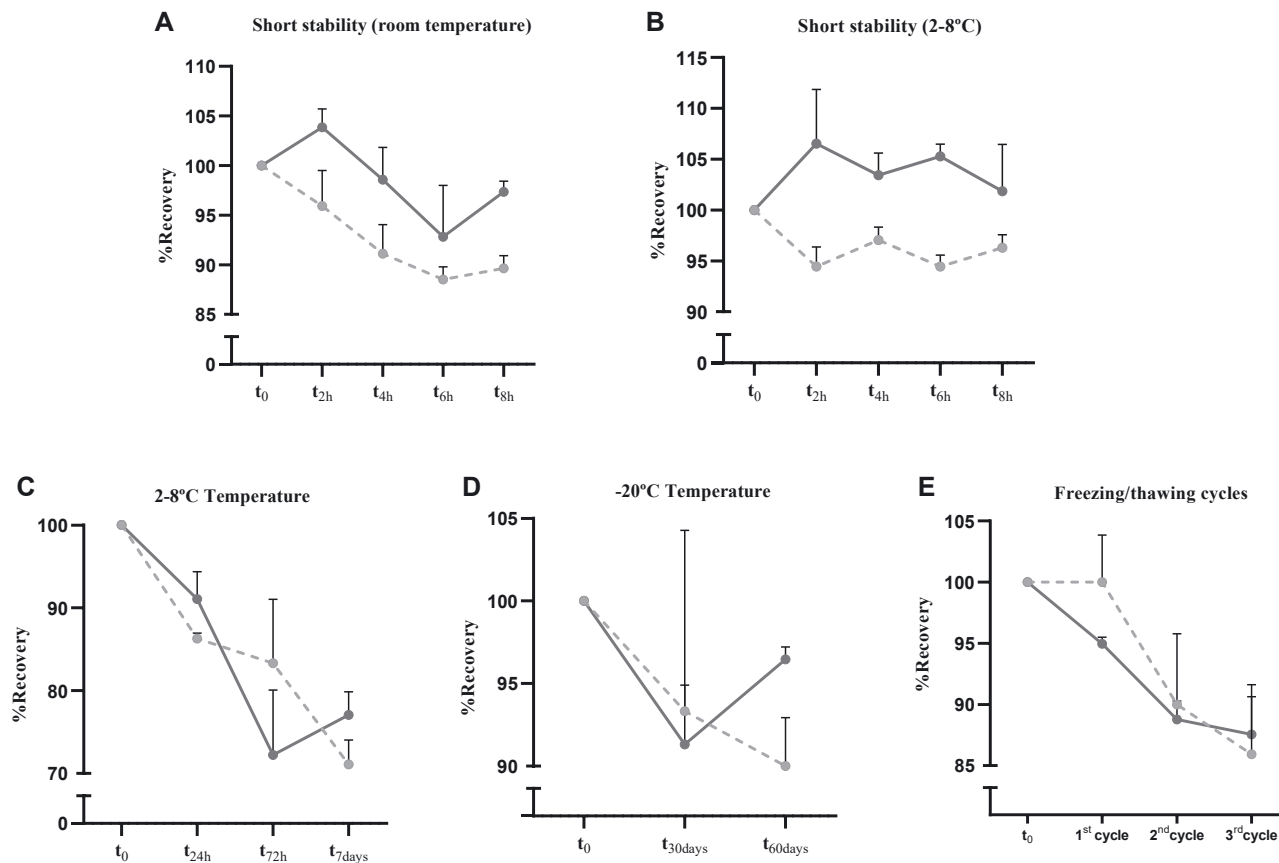 A
Short stability (room temperature)
110
105
100
95
90
85
0
%Recovery
t0
t2h
t4h
t6h
t8h
B
Short stability (2-8ºC)
115
110
105
100
95
90
0
%Recovery
t0
t2h
t4h
t6h
t8h
C
2-8ºC Temperature
100
90
80
70
0
%Recovery
t0
t24h
t72h
t7days
D
-20ºC Temperature
105
100
95
90
%Recovery
t0
t30days
t60days
E
Freezing/thawing cycles
105
100
95
90
85
%Recovery
t0
1st cycle
2nd cycle
3rd cycle